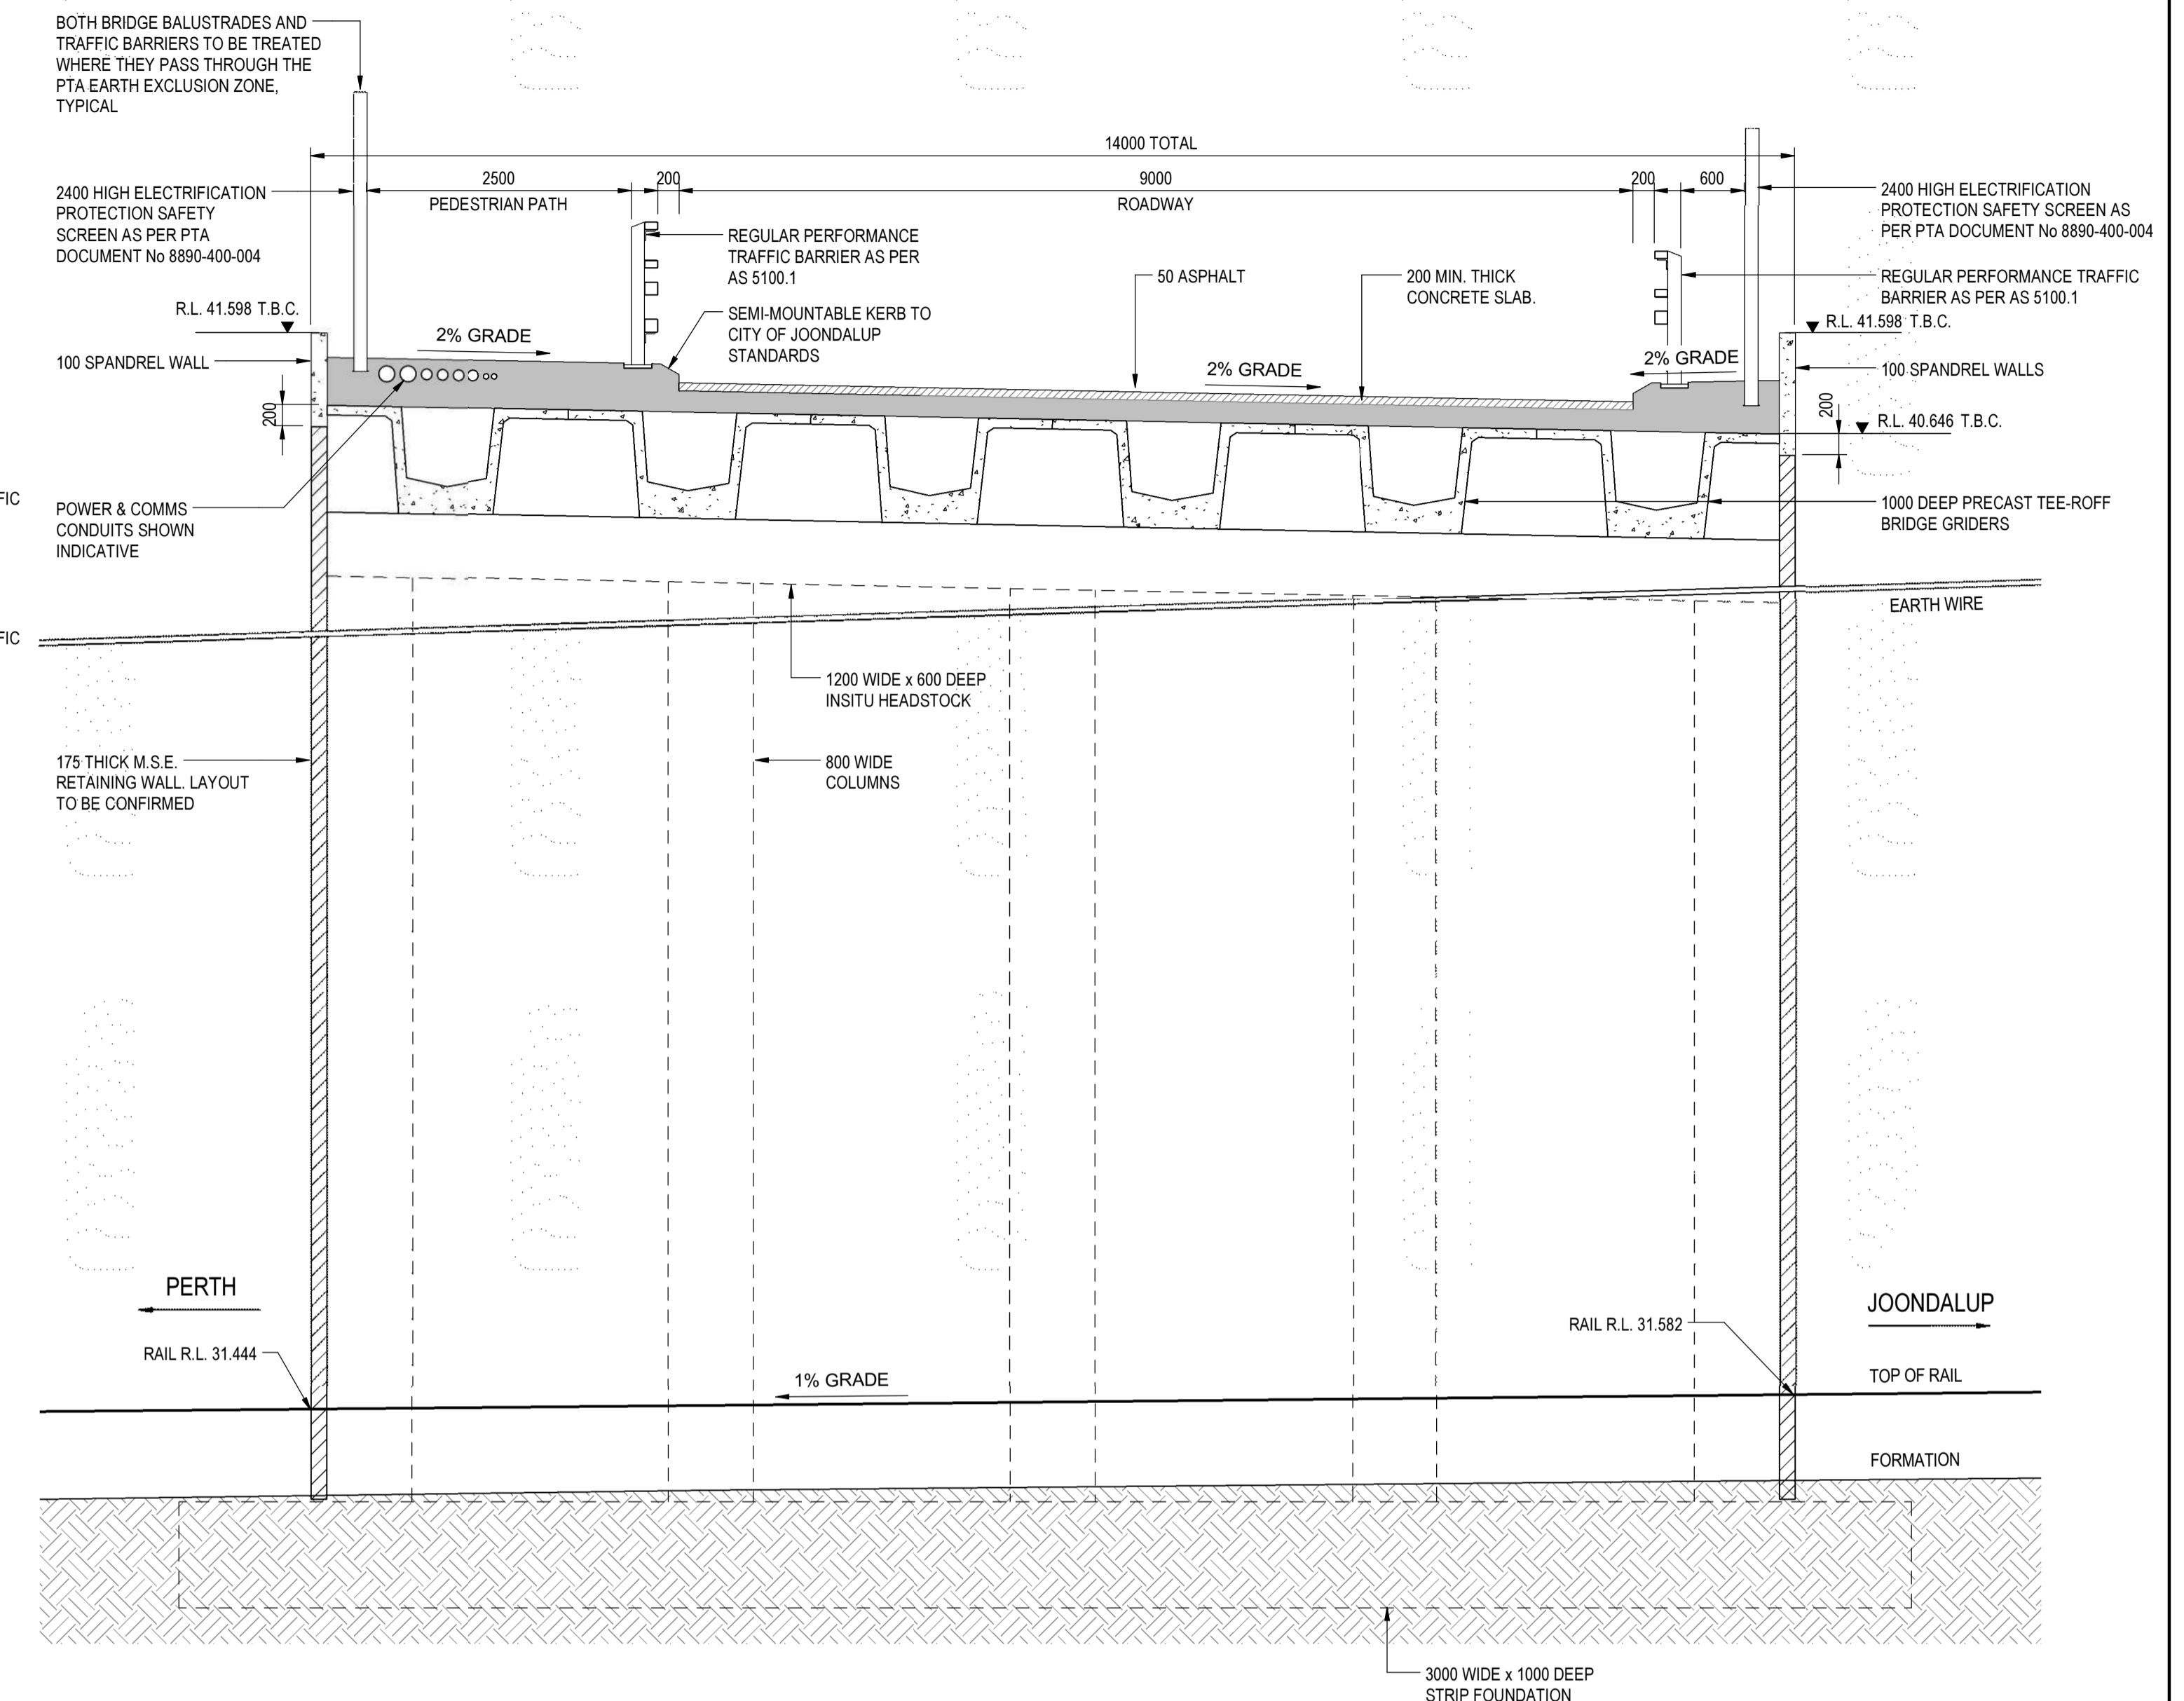 BOTH BRIDGE BALUSTRADES AND
TRAFFIC BARRIERS TO BE TREATED
WHERE THEY PASS THROUGH THE
PTA EARTH EXCLUSION ZONE,
TYPICAL
14000 TOTAL
2500
200
9000
200
600
PEDESTRIAN PATH
ROADWAY
2400 HIGH ELECTRIFICATION
PROTECTION SAFETY
SCREEN AS PER PTA
DOCUMENT No 8890-400-004
2400 HIGH ELECTRIFICATION
PROTECTION SAFETY SCREEN AS
PER PTA DOCUMENT No 8890-400-004
REGULAR PERFORMANCE
TRAFFIC BARRIER AS PER
AS 5100.1
50 ASPHALT
200 MIN. THICK
CONCRETE SLAB.
REGULAR PERFORMANCE TRAFFIC
BARRIER AS PER AS 5100.1
R.L. 41.598 T.B.C.
SEMI-MOUNTABLE KERB TO
CITY OF JOONDALUP
STANDARDS
R.L. 41.598 T.B.C.
2% GRADE
2% GRADE
2% GRADE
100 SPANDREL WALL
100 SPANDREL WALLS
200
200
R.L. 40.646 T.B.C.
FIC
POWER & COMMS
CONDUITS SHOWN
INDICATIVE
1000 DEEP PRECAST TEE-ROFF
BRIDGE GRIDERS
EARTH WIRE
FIC
1200 WIDE x 600 DEEP
INSITU HEADSTOCK
175 THICK M.S.E.
RETAINING WALL. LAYOUT
TO BE CONFIRMED
800 WIDE
COLUMNS
PERTH
JOONDALUP
RAIL R.L. 31.444
RAIL R.L. 31.582
1% GRADE
TOP OF RAIL
FORMATION
3000 WIDE x 1000 DEEP
STRIP FOUNDATION